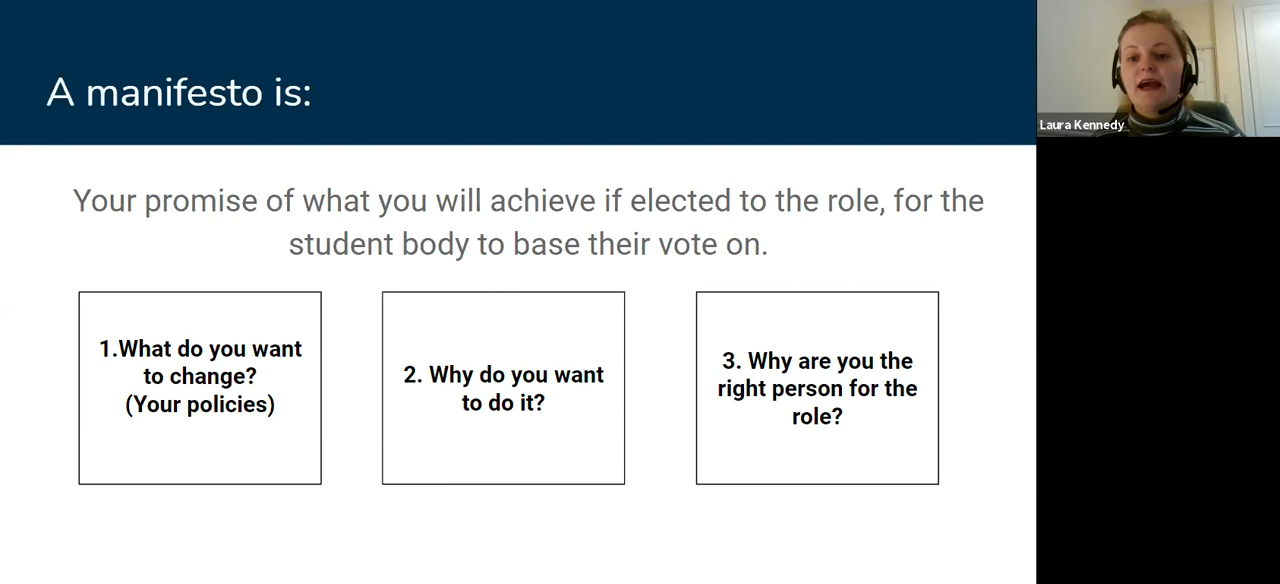 A manifesto is:
Laura Kennedy
Your promise of what you will achieve if elected to the role, for the
student body to base their vote on.
1.What do you want
to change?
(Your policies)
2. Why do you want
to do it?
3. Why are you the
right person for the
role?